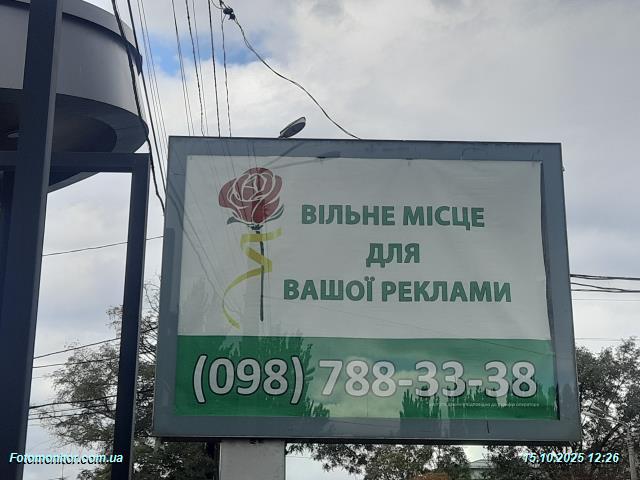 ВІЛЬНЕ МІСЦЕ
ДЛЯ
ВАШОЇ РЕКЛАМИ
(098) 788-33-38
Fotomonitor.com.ua
15.10.2025 12:26